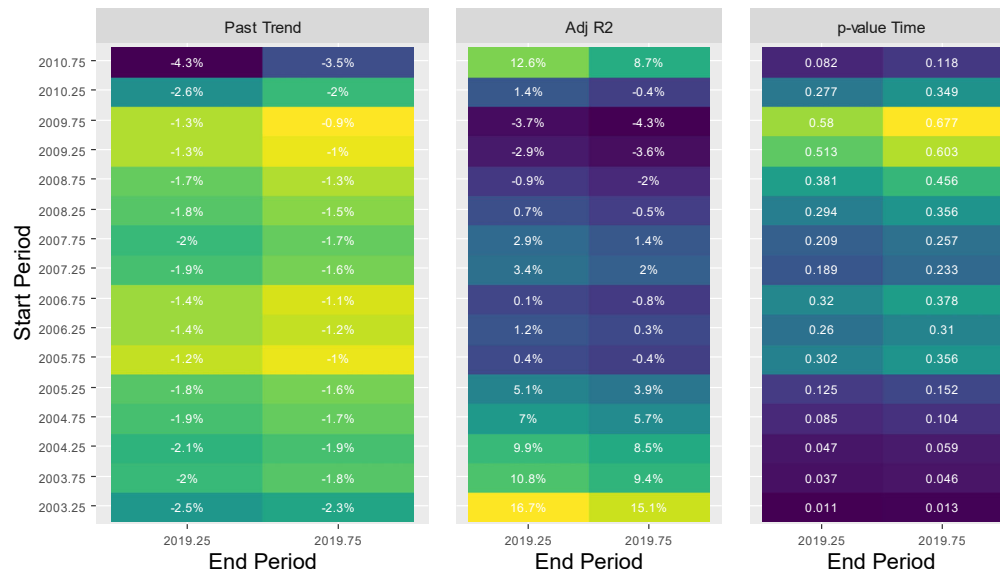 Past Trend Adj R2 p-value Time
2010.75 -4.3% -3.5% 12.6% 8.7% 0.082 0.118
2010.25 -2.6% -2% 1.4% -0.4% 0.277 0.349
2009.75 -1.3% -0.9% -3.7% -4.3% 0.58 0.677
2009.25 -1.3% -1% -2.9% -3.6% 0.513 0.603
2008.75 -1.7% -1.3% -0.9% -2% 0.381 0.456
2008.25 -1.8% -1.5% 0.7% -0.5% 0.294 0.356
2007.75 -2% -1.7% 2.9% 1.4% 0.209 0.257
2007.25 -1.9% -1.6% 3.4% 2% 0.189 0.233
2006.75 -1.4% -1.1% 0.1% -0.8% 0.32 0.378
2006.25 -1.4% -1.2% 1.2% 0.3% 0.26 0.31
2005.75 -1.2% -1% 0.4% -0.4% 0.302 0.356
2005.25 -1.8% -1.6% 5.1% 3.9% 0.125 0.152
2004.75 -1.9% -1.7% 7% 5.7% 0.085 0.104
2004.25 -2.1% -1.9% 9.9% 8.5% 0.047 0.059
2003.75 -2% -1.8% 10.8% 9.4% 0.037 0.046
2003.25 -2.5% -2.3% 16.7% 15.1% 0.011 0.013
Start Period
2019.25 2019.75 2019.25 2019.75 2019.25 2019.75
End Period End Period End Period